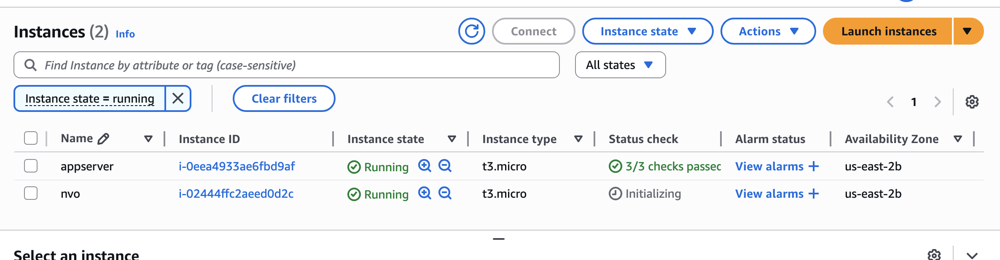 Instances (2) Info Connect Instance state Actions Launch instances
Find Instance by attribute or tag (case-sensitive) All states
Instance state = running Clear filters 1
Name Instance ID Instance state Instance type Status check Alarm status Availability Zone
appserver i-0eea4933ae6fbd9af Running t3.micro 3/3 checks passec View alarms + us-east-2b
nvo i-02444ffc2aeed0d2c Running t3.micro Initializing View alarms + us-east-2b
Select an instance